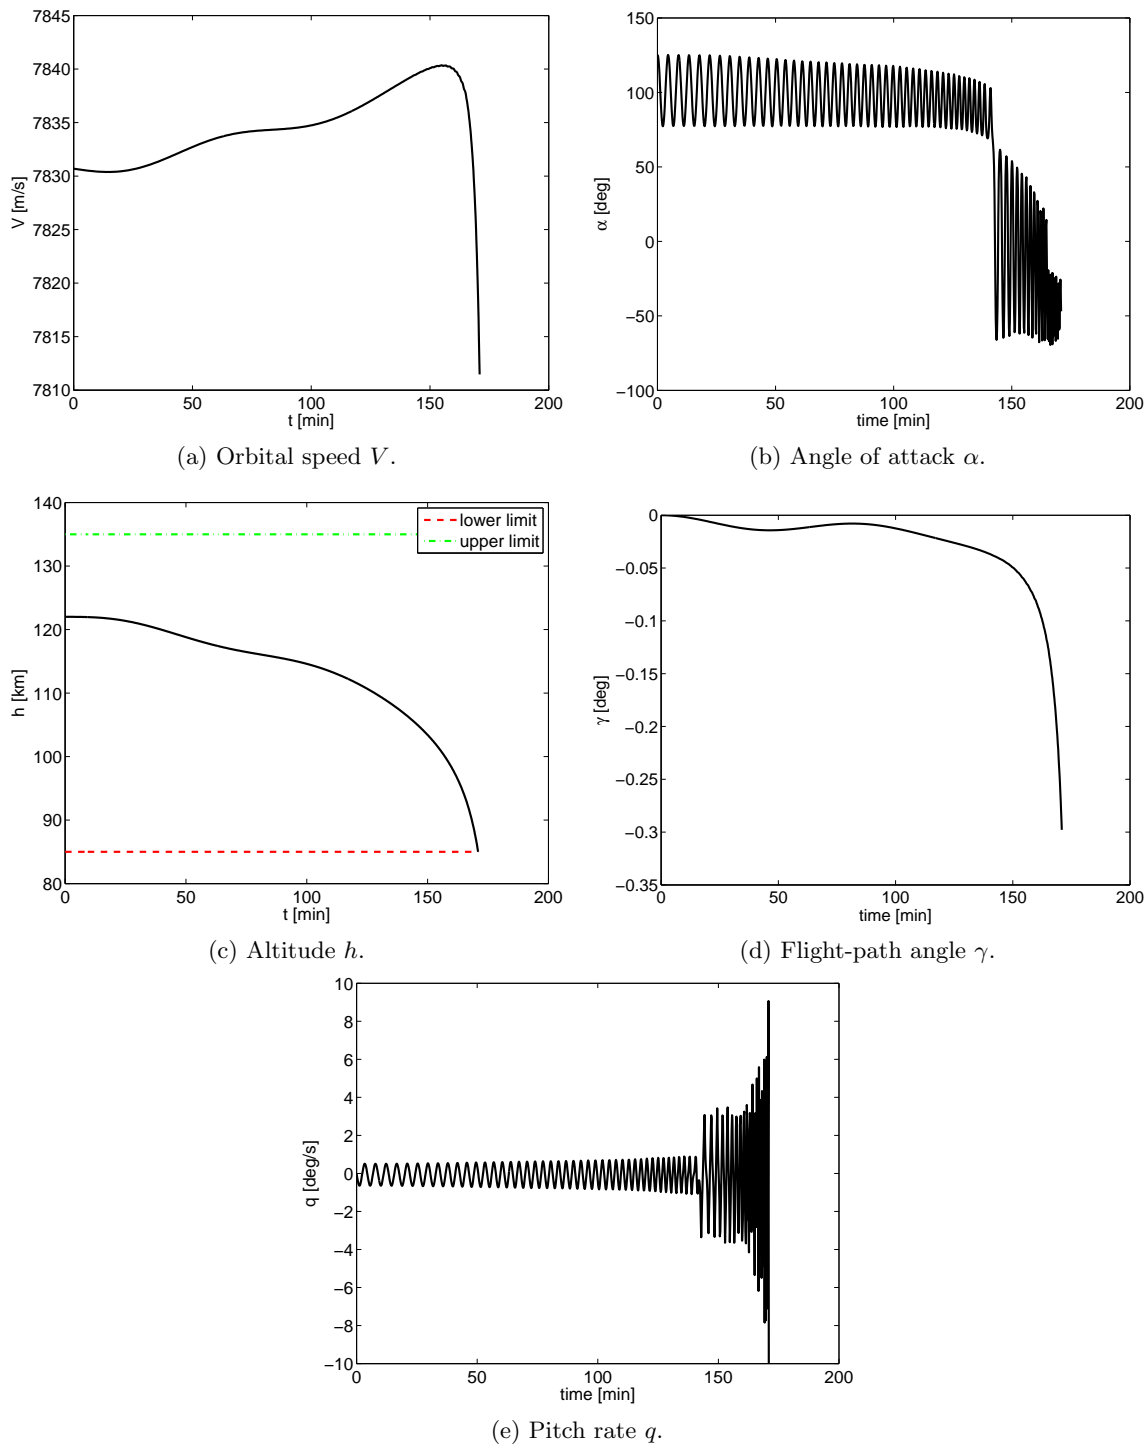 7845
7840
7835
7830
7825
7820
7815
7810
V [m/s]
0 50 100 150 200
t [min]
(a) Orbital speed V.
150
100
50
0
−50
−100
α [deg]
0 50 100 150 200
time [min]
(b) Angle of attack α.
140
130
120
110
100
90
80
h [km]
lower limit
upper limit
0 50 100 150 200
t [min]
(c) Altitude h.
0
−0.05
−0.1
−0.15
−0.2
−0.25
−0.3
−0.35
γ [deg]
0 50 100 150 200
time [min]
(d) Flight-path angle γ.
10
8
6
4
2
0
−2
−4
−6
−8
−10
q [deg/s]
0 50 100 150 200
time [min]
(e) Pitch rate q.